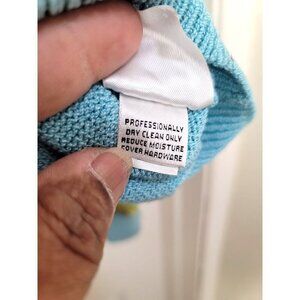 PROFESSIONALLY
DRY CLEAN ONLY
REDUCE MOISTURE
COVER HARDWARE